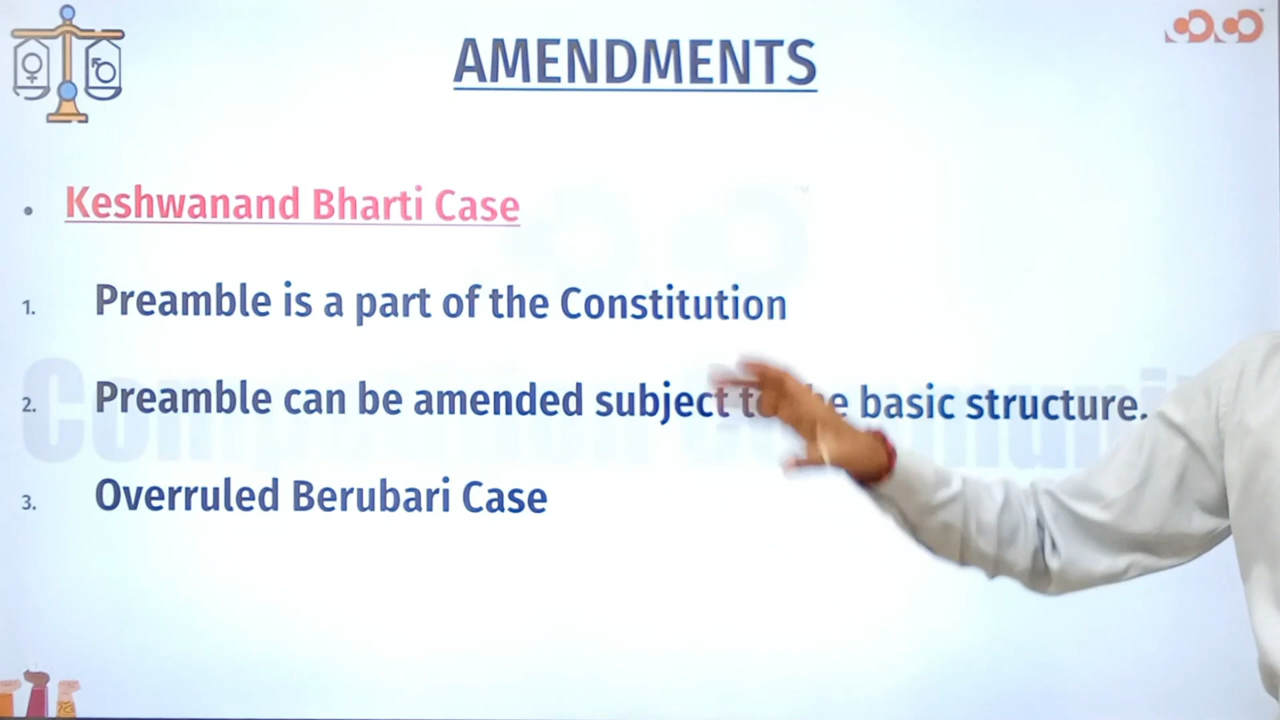 AMENDMENTS
• Keshwanand Bharti Case
1. Preamble is a part of the Constitution
2. Preamble can be amended subject basic structure.
3. Overruled Berubari Case